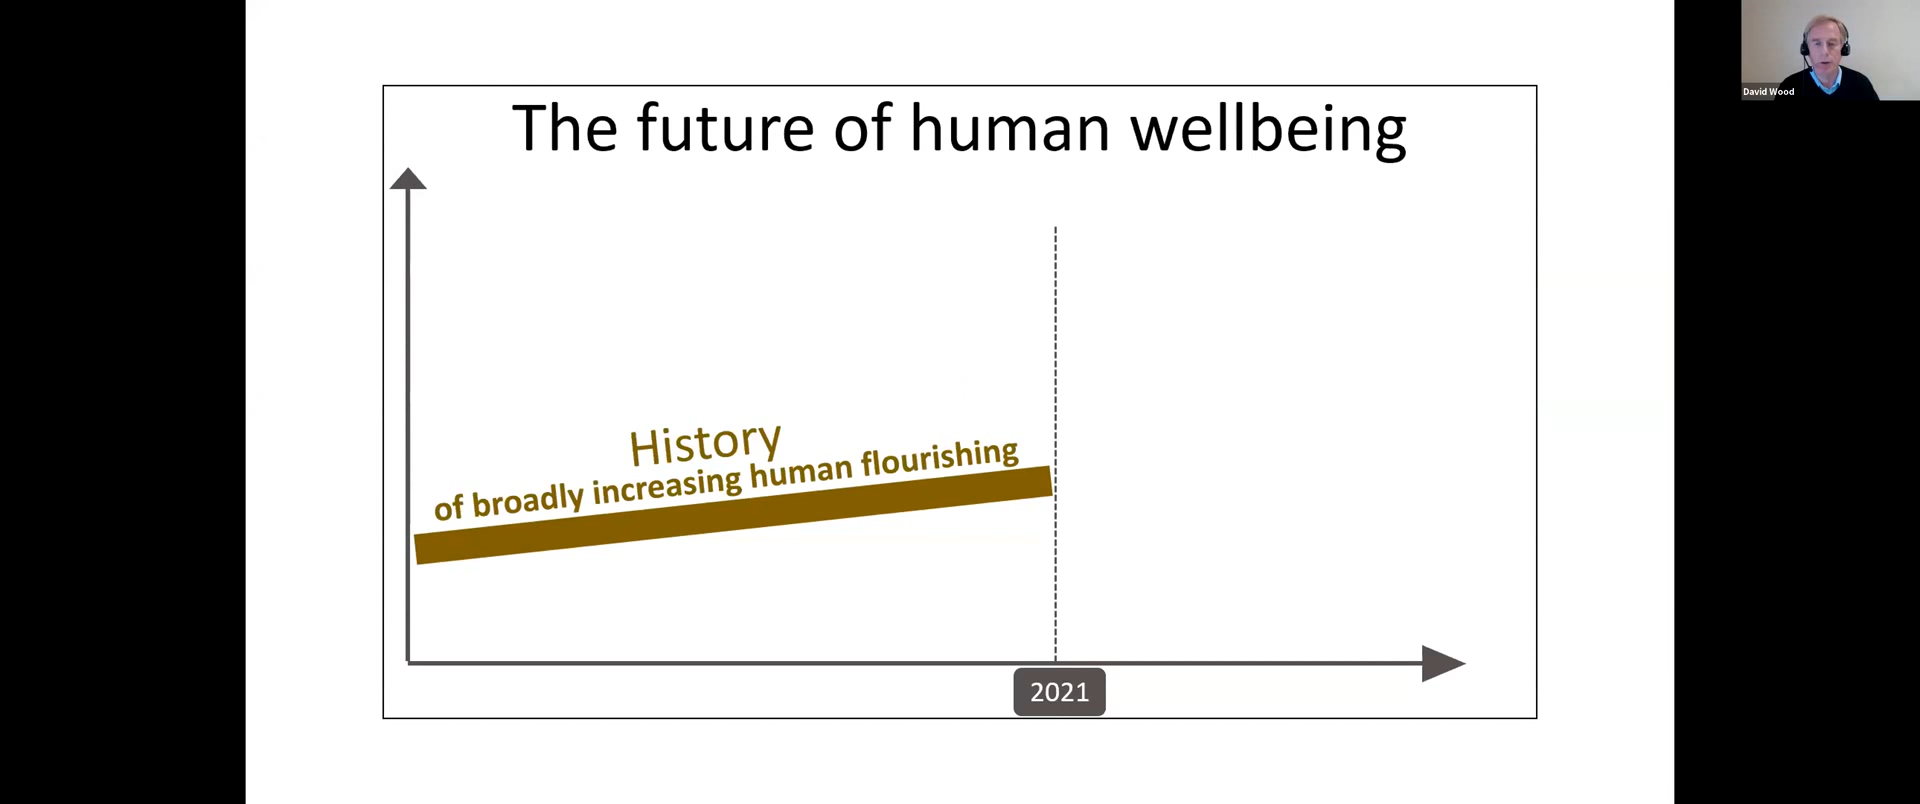 The future of human wellbeing
History
of broadly increasing human flourishing
2021
David Wood